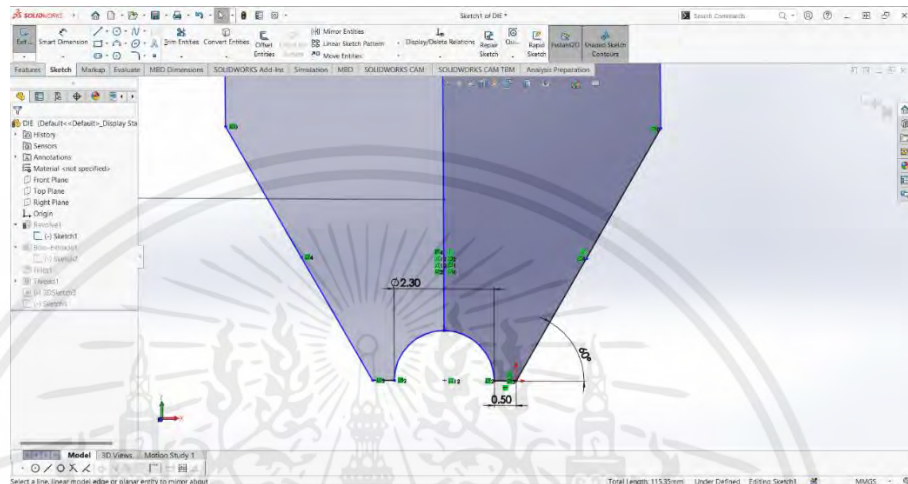 SOLIDWORKS
Sketch1 of DIE *
Search Commands
Exit...
Smart Dimension
Trim Entities
Convert Entities
Offset Entities
Mirror Entities
Linear Sketch Pattern
Move Entities
Display/Delete Relations
Repair Sketch
Rapid Sketch
Instant2D
Shaded Sketch Contours
Features
Sketch
Markup
Evaluate
MBD Dimensions
SOLIDWORKS Add-Ins
Simulation
MBD
SOLIDWORKS CAM
SOLIDWORKS CAM TBM
Analysis Preparation
DIE (Default<<Default>_Display Sta
History
Sensors
Annotations
Material <not specified>
Front Plane
Top Plane
Right Plane
Origin
Revolve1
(-) Sketch1
(-) Sketch2
Thread1
(-) 3DSketch3
Ø2.30
60°
0.50
Model
3D Views
Motion Study 1
Select a line, linear model edge or planar entity to mirror about
Total Length: 115.35mm
Under Defined
Editing Sketch1
MMGS